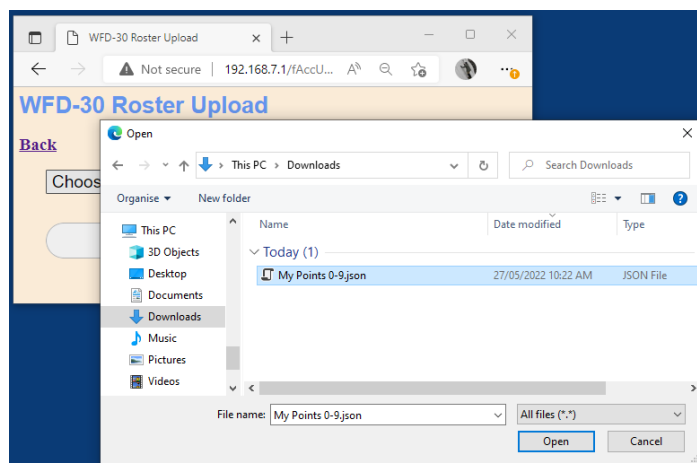 WFD-30 Roster Upload
Not secure | 192.168.7.1/fAccU...
WFD-30 Roster Upload
Back
Choos
Open
This PC > Downloads
Search Downloads
Organise
New folder
This PC
3D Objects
Desktop
Documents
Downloads
Music
Pictures
Videos
Name
Date modified
Type
Today (1)
My Points 0-9.json
27/05/2022 10:22 AM
JSON File
File name:
My Points 0-9.json
All files (*.*)
Open
Cancel